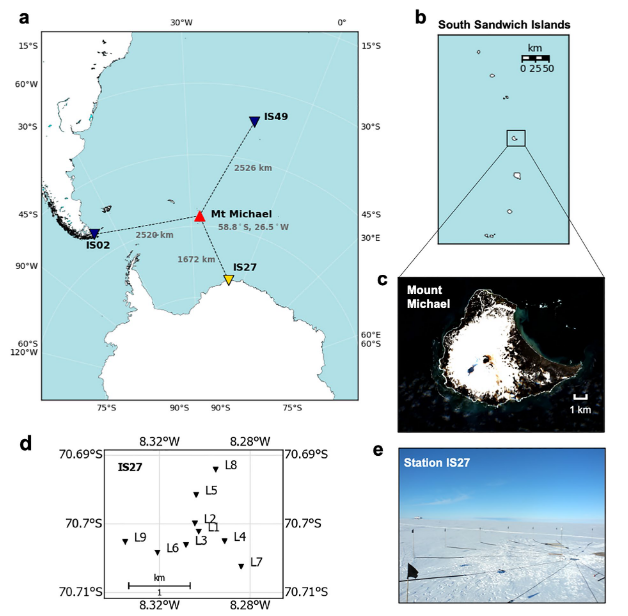 a
30°W
0°
15°S
15°S
60°W
30°S
30°S
IS49
2526 km
Mt Michael
58.8°S, 26.5°W
45°S
45°S
30°E
IS02
2520 km
1672 km
IS27
90°W
60°S
120°W
60°E
60°S
75°S
90°S
90°S
75°S
b
South Sandwich Islands
km
0 25 50
c
Mount
Michael
1 km
d
8.32°W
8.28°W
70.69°S
70.69°S
IS27
L8
L5
70.7°S
70.7°S
L2
L1
L9
L6
L3
L4
L7
km
1
70.71°S
70.71°S
8.32°W
8.28°W
e
Station IS27